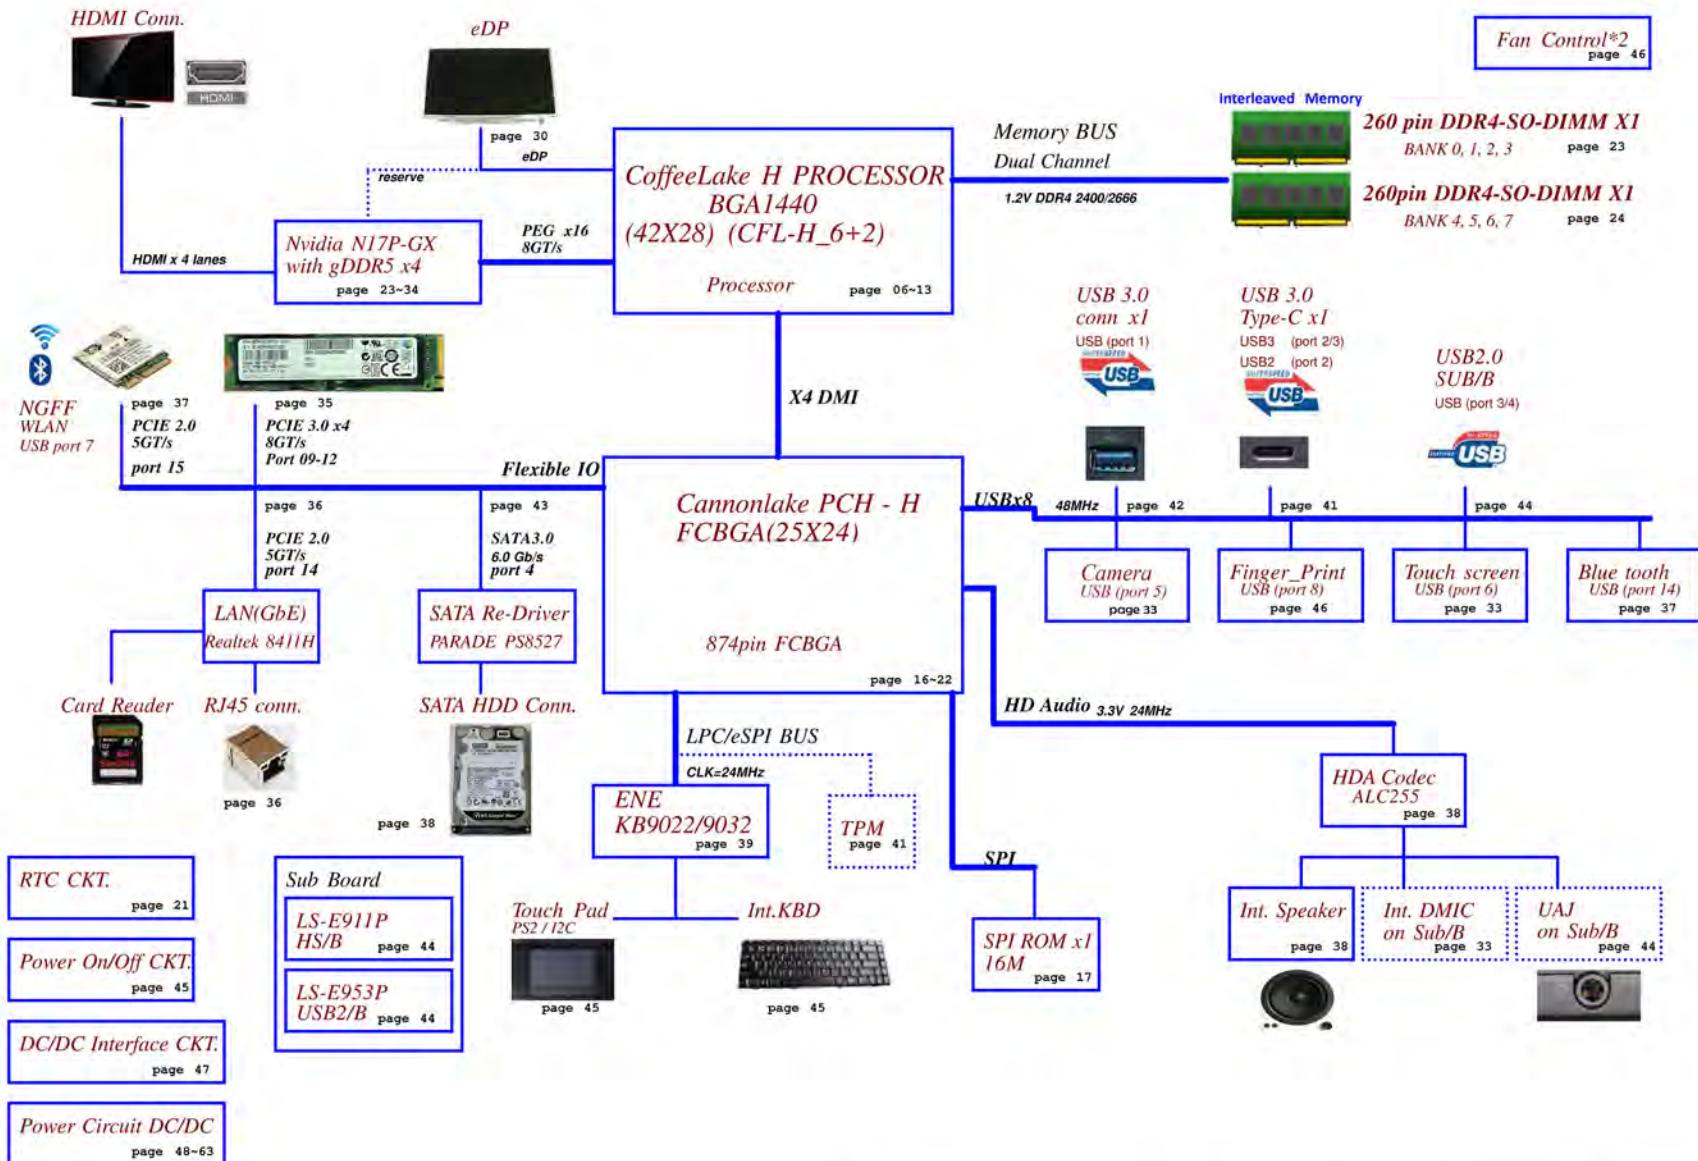 HDMI Conn.
HDMI
eDP
page 30
eDP
reserve
Fan Control*2
page 46
Interleaved Memory
260 pin DDR4-SO-DIMM X1
BANK 0, 1, 2, 3 page 23
260pin DDR4-SO-DIMM X1
BANK 4, 5, 6, 7 page 24
Memory BUS
Dual Channel
1.2V DDR4 2400/2666
CoffeeLake H PROCESSOR
BGA1440
(42X28) (CFL-H_6+2)
Processor page 06~13
PEG x16
8GT/s
Nvidia N17P-GX
with gDDR5 x4
page 23~34
HDMI x 4 lanes
X4 DMI
NGFF
WLAN
USB port 7
page 37
PCIE 2.0
5GT/s
port 15
page 35
PCIE 3.0 x4
8GT/s
Port 09-12
Flexible IO
USB 3.0
conn x1
USB (port 1)
USB
USB 3.0
Type-C x1
USB3 (port 2/3)
USB2 (port 2)
USB
USB2.0
SUB/B
USB (port 3/4)
USB
Cannonlake PCH - H
FCBGA(25X24)
874pin FCBGA
page 16~22
USBx8
48MHz
page 42
page 41
page 44
Camera
USB (port 5)
page 33
Finger_Print
USB (port 8)
page 46
Touch screen
USB (port 6)
page 33
Blue tooth
USB (port 14)
page 37
page 36
PCIE 2.0
5GT/s
port 14
page 43
SATA3.0
6.0 Gb/s
port 4
LAN(GbE)
Realtek 8411H
SATA Re-Driver
PARADE PS8527
Card Reader
RJ45 conn.
page 36
SATA HDD Conn.
page 38
LPC/eSPI BUS
CLK=24MHz
ENE
KB9022/9032
page 39
TPM
page 41
HD Audio 3.3V 24MHz
HDA Codec
ALC255
page 38
SPI
SPI ROM x1
16M
page 17
Touch Pad
PS2 / I2C
page 45
Int.KBD
page 45
Int. Speaker
page 38
Int. DMIC
on Sub/B
page 33
UAJ
on Sub/B
page 44
RTC CKT.
page 21
Power On/Off CKT.
page 45
DC/DC Interface CKT.
page 47
Power Circuit DC/DC
page 48~63
Sub Board
LS-E911P
HS/B
page 44
LS-E953P
USB2/B
page 44